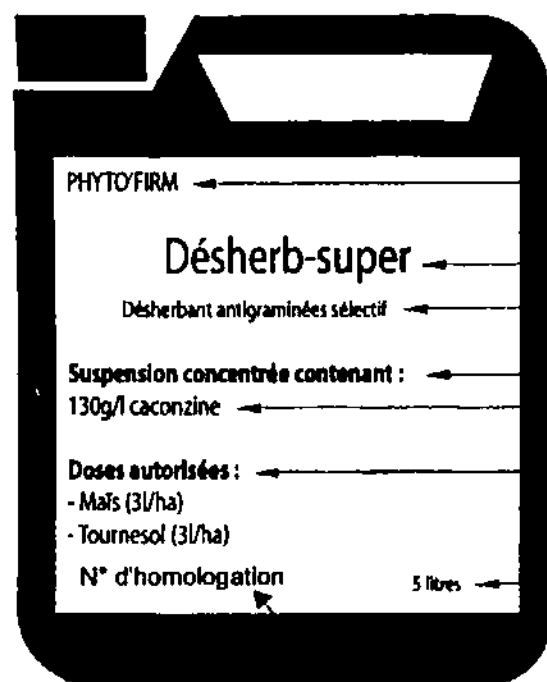 PHYTO'FIRM
Désherb-super
Désherbant antigraminées sélectif
Suspension concentrée contenant :
130g/l caconzine
Doses autorisées :
- Maïs (3l/ha)
- Tournesol (3l/ha)
N° d'homologation
5 litres